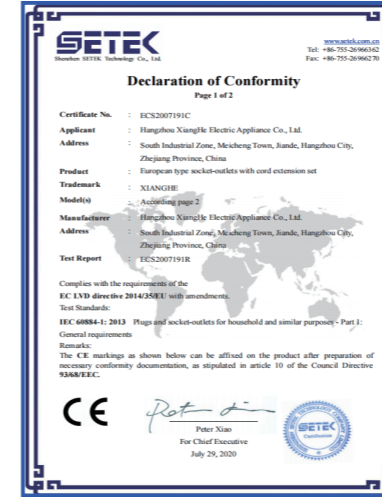 SETEK
Shenzhen SETEK Technology Co., Ltd.
www.setek.com.cn
Tel: +86-755-26966362
Fax: +86-755-26966270
Declaration of Conformity
Page 1 of 2
Certificate No. : ECS2007191C
Applicant : Hangzhou XiangHe Electric Appliance Co., Ltd.
Address : South Industrial Zone, Meicheng Town, Jiande, Hangzhou City,
Zhejiang Province, China
Product : European type socket-outlets with cord extension set
Trademark : XIANGHE
Model(s) : According page 2
Manufacturer : Hangzhou XiangHe Electric Appliance Co., Ltd.
Address : South Industrial Zone, Meicheng Town, Jiande, Hangzhou City,
Zhejiang Province, China
Test Report : ECS2007191R
Complies with the requirements of the
EC LVD directive 2014/35/EU with amendments.
Test Standards:
IEC 60884-1: 2013 Plugs and socket-outlets for household and similar purposes - Part 1:
General requirements
Remarks:
The CE markings as shown below can be affixed on the product after preparation of
necessary conformity documentation, as stipulated in article 10 of the Council Directive
93/68/EEC.
CE
Peter Xiao
For Chief Executive
July 29, 2020
SETEK
Certification